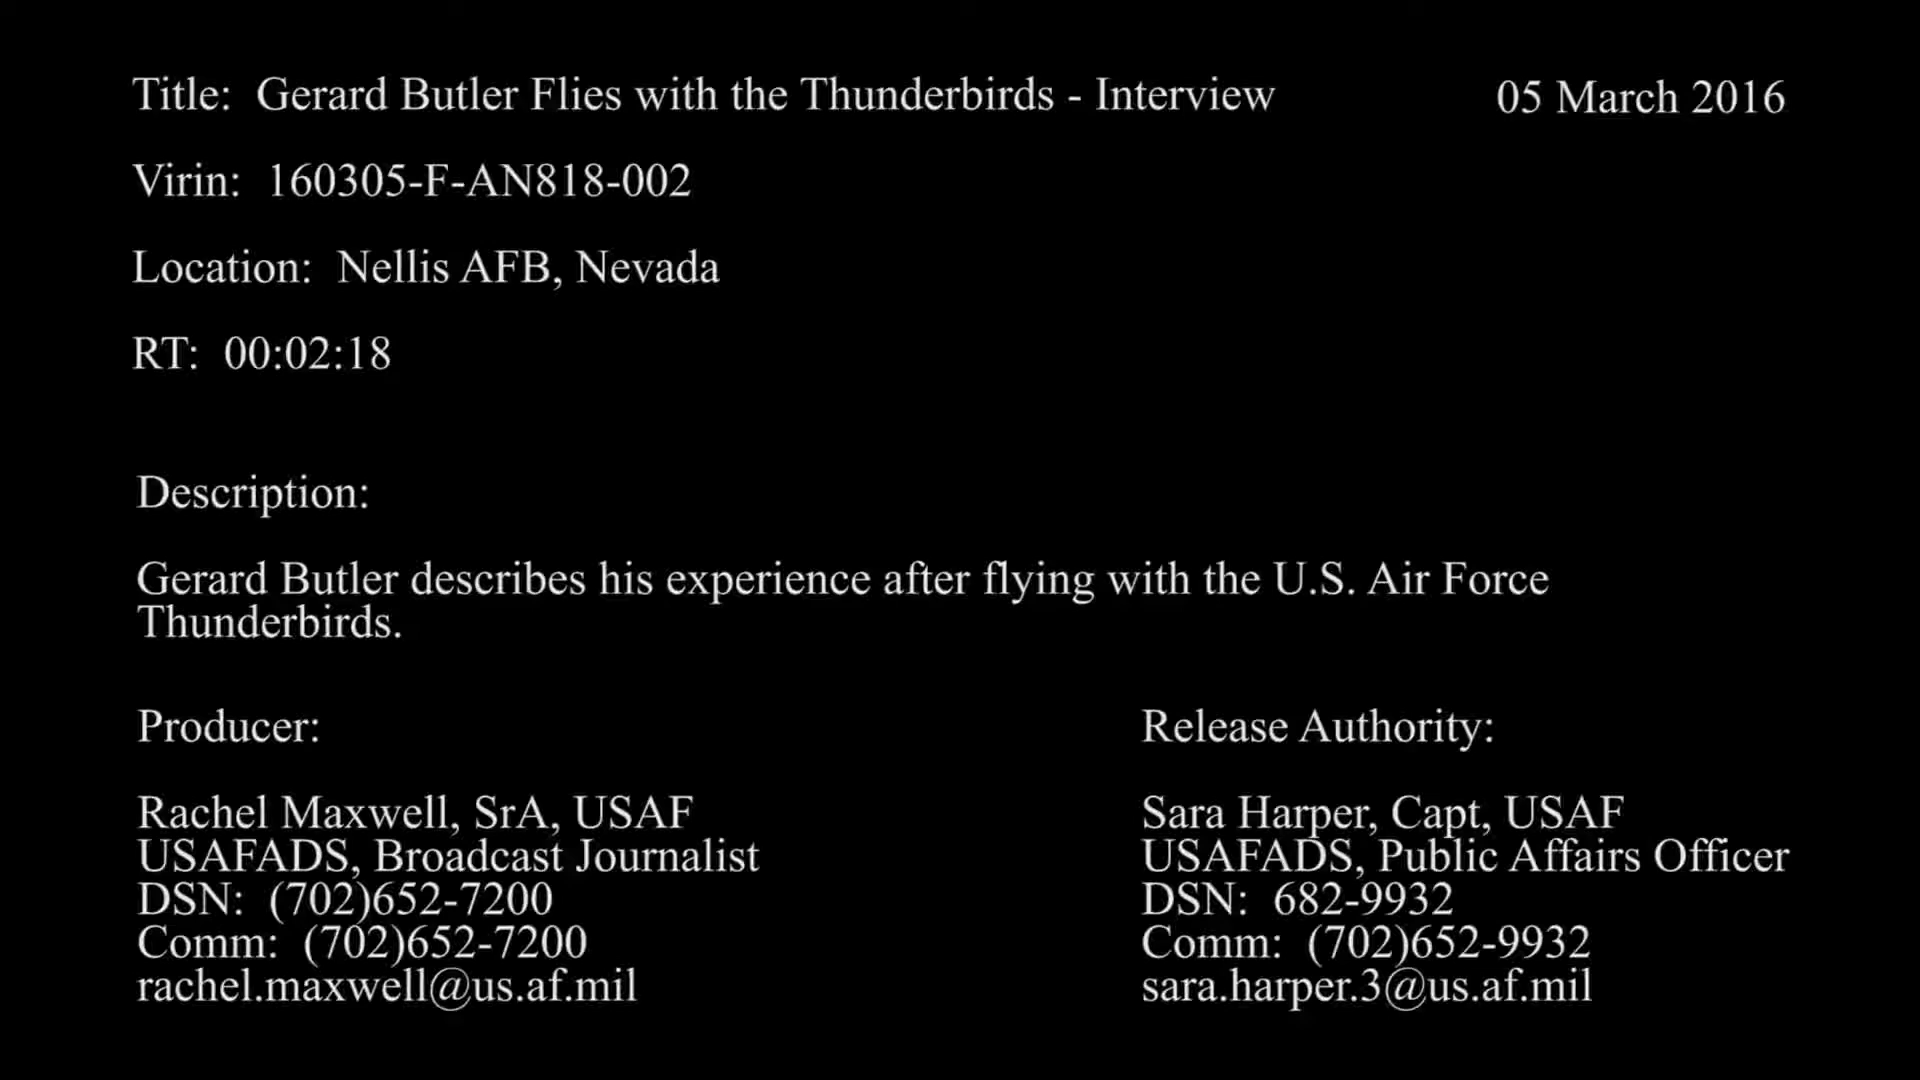 Title:  Gerard Butler Flies with the Thunderbirds - Interview
05 March 2016
Virin:  160305-F-AN818-002
Location:  Nellis AFB, Nevada
RT:  00:02:18
Description:
Gerard Butler describes his experience after flying with the U.S. Air Force
Thunderbirds.
Producer:
Rachel Maxwell, SrA, USAF
USAFADS, Broadcast Journalist
DSN:  (702)652-7200
Comm:  (702)652-7200
rachel.maxwell@us.af.mil
Release Authority:
Sara Harper, Capt, USAF
USAFADS, Public Affairs Officer
DSN:  682-9932
Comm:  (702)652-9932
sara.harper.3@us.af.mil